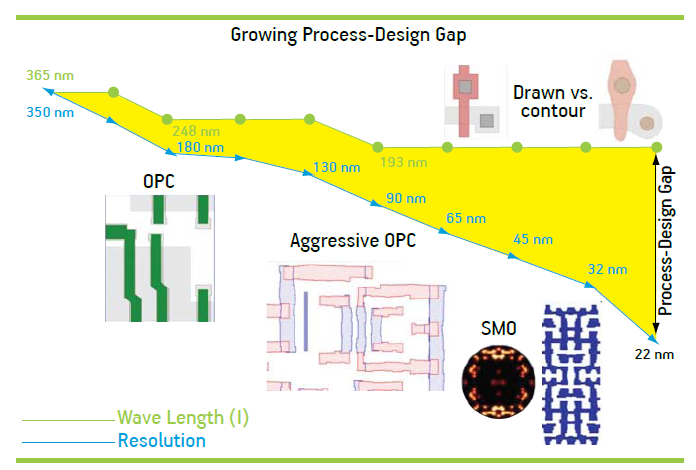 Growing Process-Design Gap
365 nm
350 nm
248 nm
180 nm
Drawn vs.
contour
130 nm
193 nm
OPC
90 nm
65 nm
45 nm
32 nm
Process-Design Gap
Aggressive OPC
SMO
22 nm
Wave Length (I)
Resolution